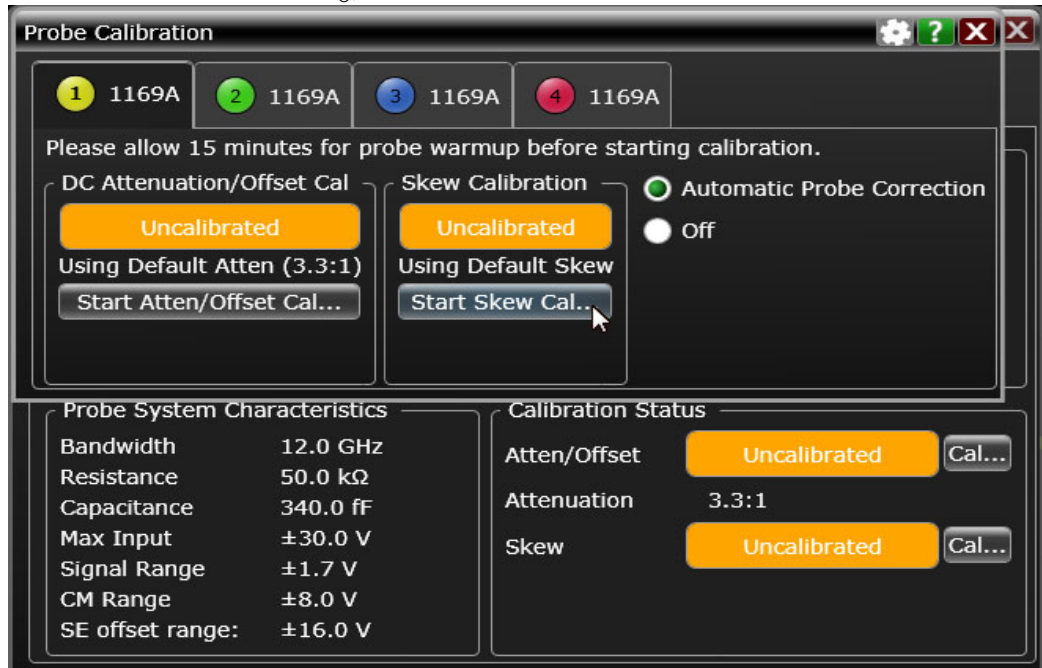 Probe Calibration
?
X
X
1 1169A
2 1169A
3 1169A
4 1169A
Please allow 15 minutes for probe warmup before starting calibration.
DC Attenuation/Offset Cal
Uncalibrated
Using Default Atten (3.3:1)
Start Atten/Offset Cal...
Skew Calibration
Uncalibrated
Using Default Skew
Start Skew Cal...
Automatic Probe Correction
Off
Probe System Characteristics
Bandwidth 12.0 GHz
Resistance 50.0 kΩ
Capacitance 340.0 fF
Max Input ±30.0 V
Signal Range ±1.7 V
CM Range ±8.0 V
SE offset range: ±16.0 V
Calibration Status
Atten/Offset Uncalibrated Cal...
Attenuation 3.3:1
Skew Uncalibrated Cal...